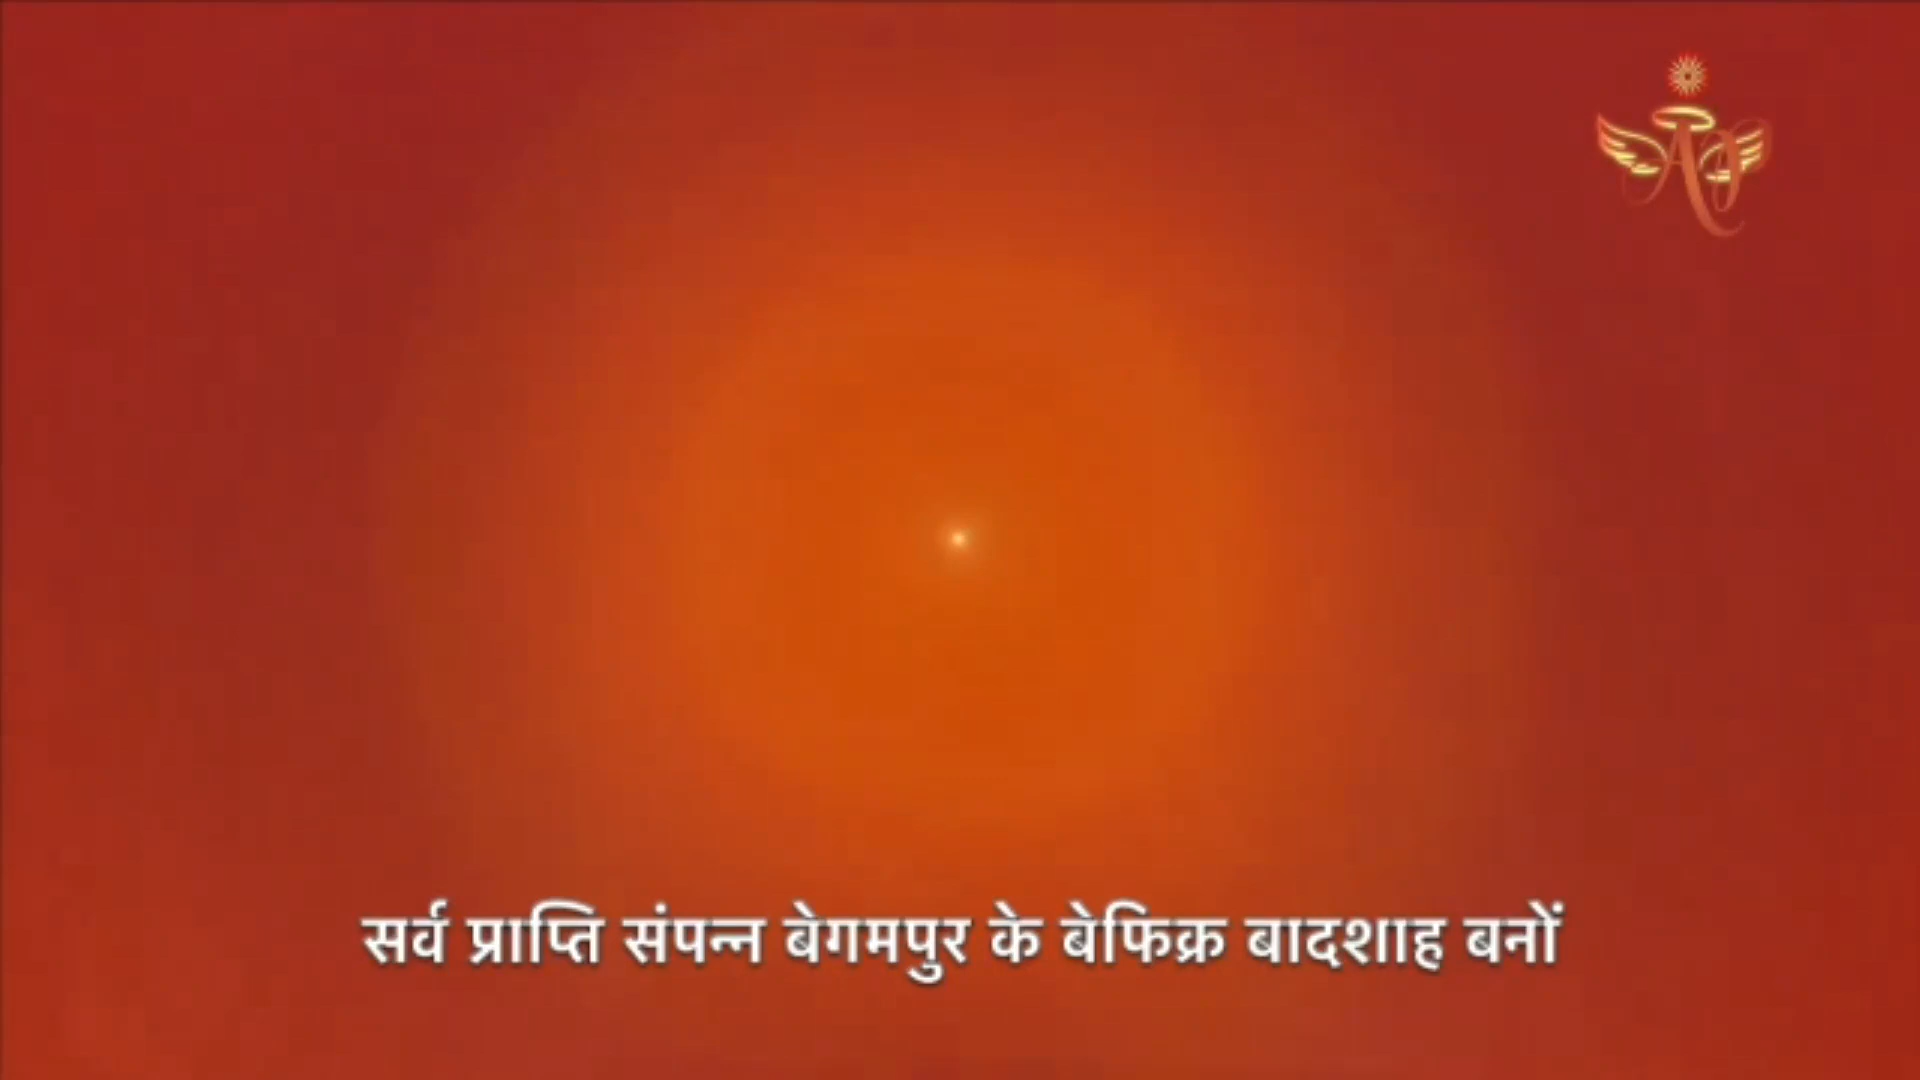 सर्व प्राप्ति संपन्न बेगमपुर के बेफिक्र बादशाह बनों